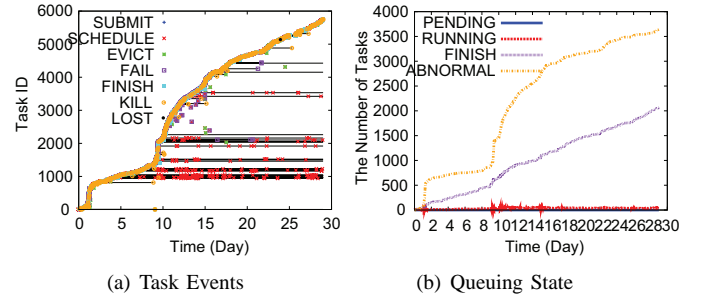 6000
5000
4000
3000
2000
1000
0
Task ID
SUBMIT
SCHEDULE
EVICT
FAIL
FINISH
KILL
LOST
0 5 10 15 20 25 30
Time (Day)
(a) Task Events
4000
3500
3000
2500
2000
1500
1000
500
0
The Number of Tasks
PENDING
RUNNING
FINISH
ABNORMAL
0 2 4 6 8 10 12 14 16 18 20 22 24 26 28 30
Time (Day)
(b) Queuing State